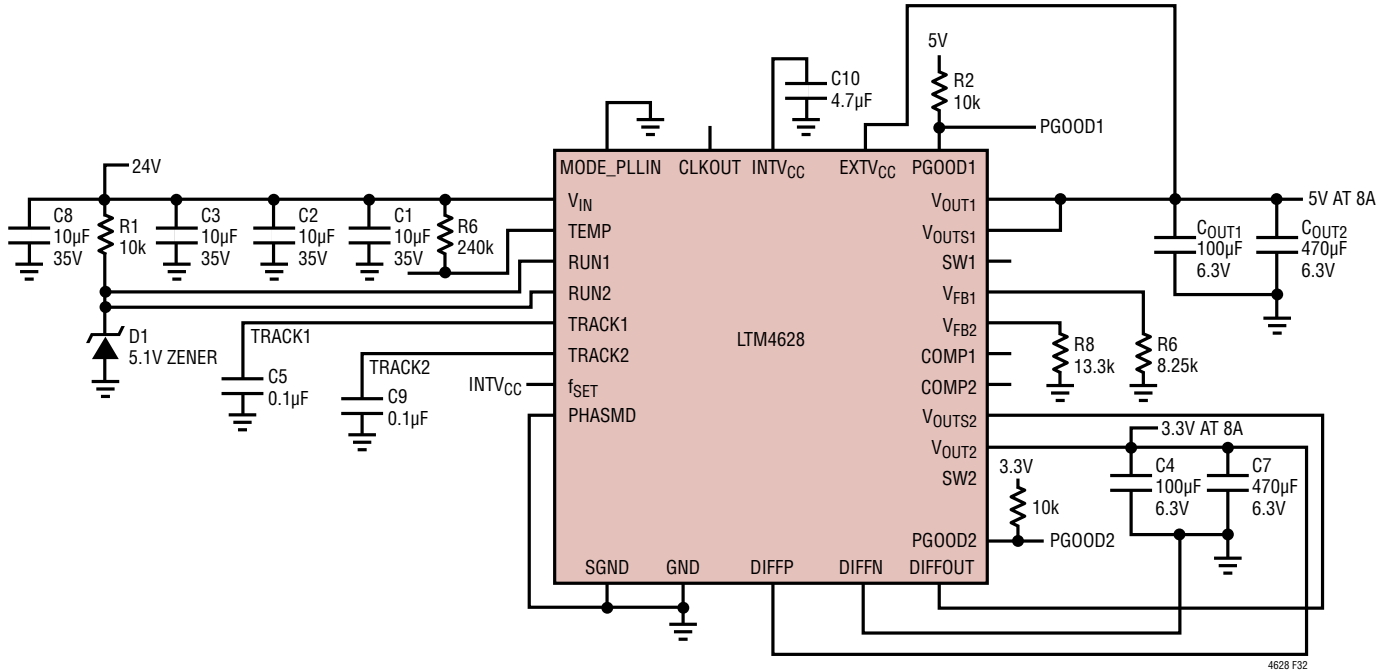 5V
C10
4.7µF
R2
10k
PGOOD1
24V
MODE_PLLIN
CLKOUT
INTVCC
EXTVCC
PGOOD1
C8
10µF
35V
R1
10k
C3
10µF
35V
C2
10µF
35V
C1
10µF
35V
R6
240k
VIN
TEMP
RUN1
RUN2
TRACK1
TRACK2
fSET
PHASMD
LTM4628
VOUT1
VOUTS1
SW1
VFB1
VFB2
COMP1
COMP2
VOUTS2
VOUT2
SW2
PGOOD2
5V AT 8A
COUT1
100µF
6.3V
COUT2
470µF
6.3V
D1
5.1V ZENER
TRACK1
C5
0.1µF
TRACK2
C9
0.1µF
INTVCC
R8
13.3k
R6
8.25k
3.3V AT 8A
3.3V
10k
C4
100µF
6.3V
C7
470µF
6.3V
PGOOD2
SGND
GND
DIFFP
DIFFN
DIFFOUT
4628 F32